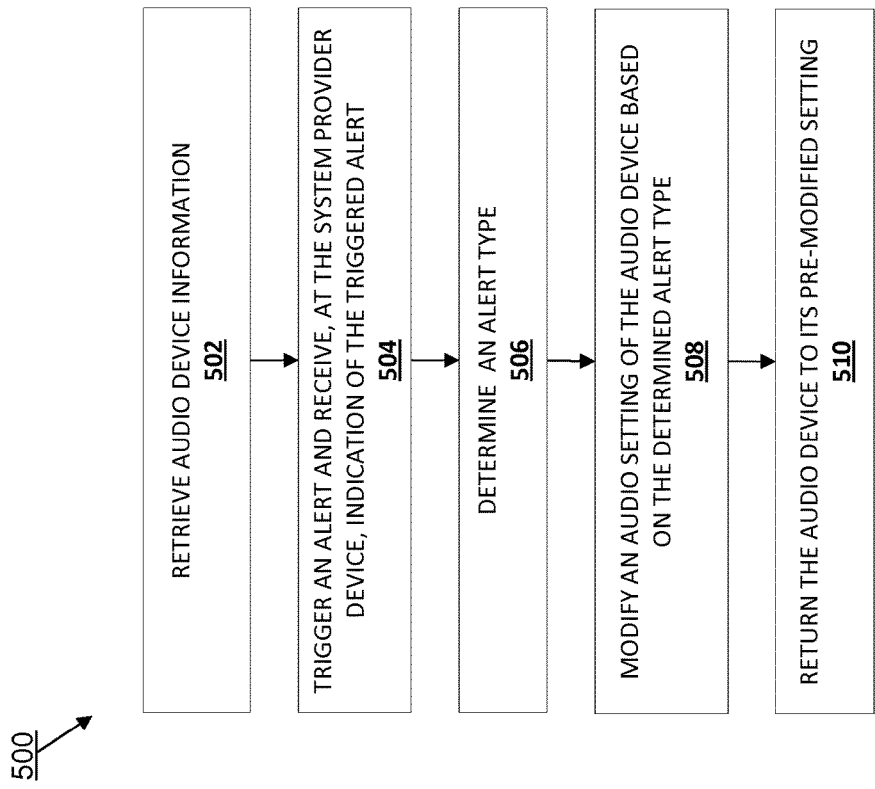 500
RETRIEVE AUDIO DEVICE INFORMATION
502
TRIGGER AN ALERT AND RECEIVE, AT THE SYSTEM PROVIDER
DEVICE, INDICATION OF THE TRIGGERED ALERT
504
DETERMINE AN ALERT TYPE
506
MODIFY AN AUDIO SETTING OF THE AUDIO DEVICE BASED
ON THE DETERMINED ALERT TYPE
508
RETURN THE AUDIO DEVICE TO ITS PRE-MODIFIED SETTING
510